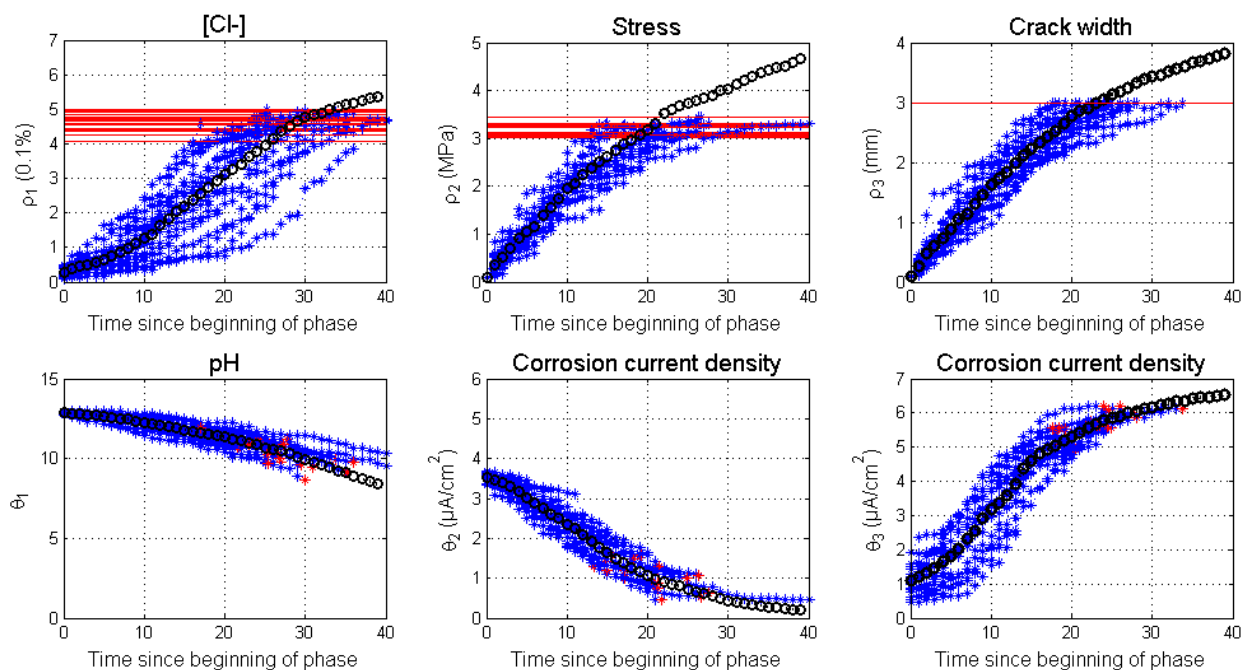 [Cl-]
7
6
5
4
3
2
1
0
ρ1 (0.1%)
0 10 20 30 40
Time since beginning of phase
Stress
5
4
3
2
1
0
ρ2 (MPa)
0 10 20 30 40
Time since beginning of phase
Crack width
4
3
2
1
0
ρ3 (mm)
0 10 20 30 40
Time since beginning of phase
pH
15
10
5
0
θ1
0 10 20 30 40
Time since beginning of phase
Corrosion current density
6
5
4
3
2
1
0
θ2 (µA/cm2)
0 10 20 30 40
Time since beginning of phase
Corrosion current density
7
6
5
4
3
2
1
0
θ3 (µA/cm2)
0 10 20 30 40
Time since beginning of phase